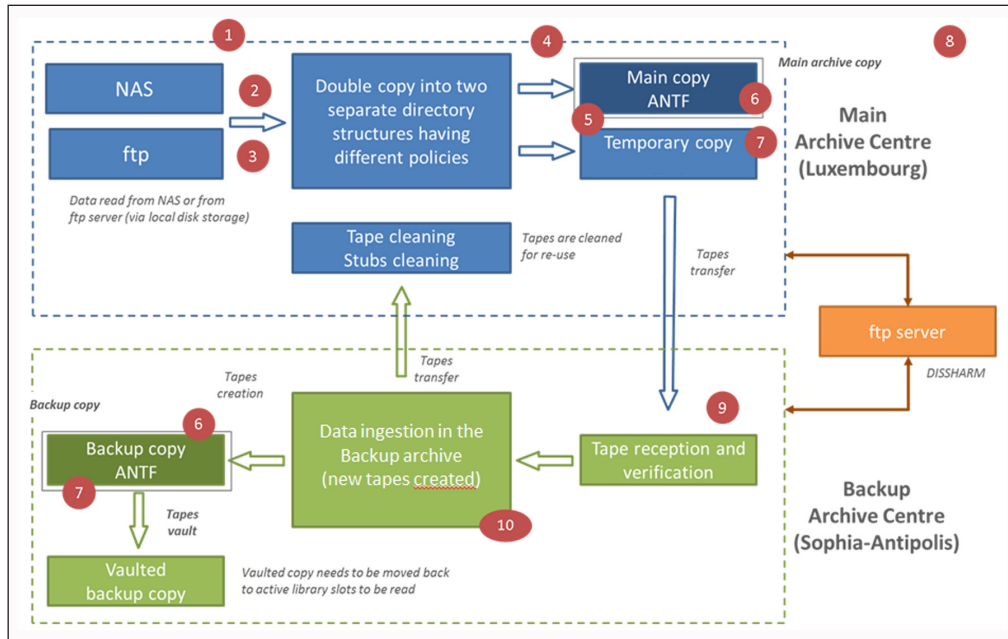 1
4
8
NAS
2
ftp
3
Data read from NAS or from
ftp server (via local disk storage)
Double copy into two
separate directory
structures having
different policies
Main archive copy
Main copy
ANTF
6
5
Temporary copy
7
Main
Archive Centre
(Luxembourg)
Tape cleaning
Stubs cleaning
Tapes are cleaned
for re-use
Tapes
transfer
ftp server
DISSHARM
Tapes
creation
Tapes
transfer
Backup copy
6
Backup copy
ANTF
7
Data ingestion in the
Backup archive
(new tapes created)
10
9
Tape reception and
verification
Tapes
vault
Vaulted
backup copy
Vaulted copy needs to be moved back
to active library slots to be read
Backup
Archive Centre
(Sophia-Antipolis)